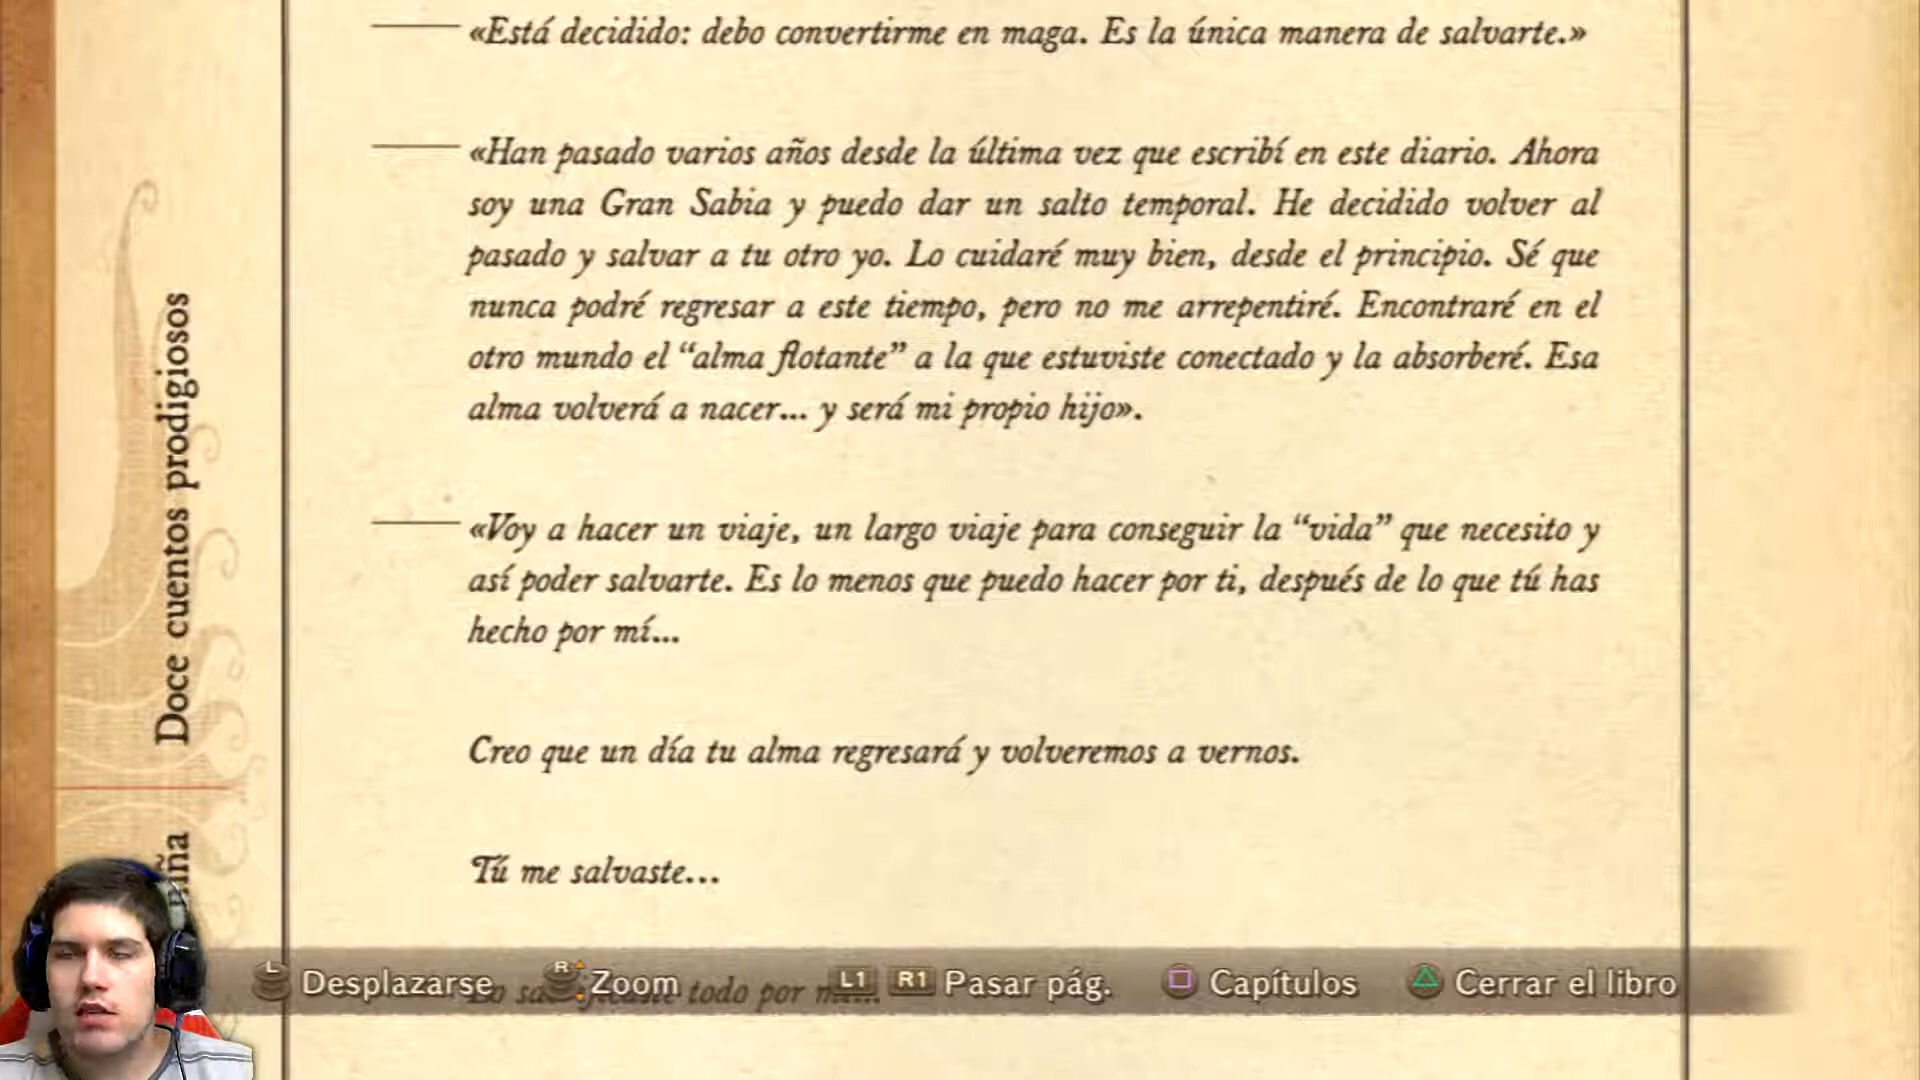 «Está decidido: debo convertirme en maga. Es la única manera de salvarte.»
«Han pasado varios años desde la última vez que escribí en este diario. Ahora
soy una Gran Sabia y puedo dar un salto temporal. He decidido volver al
pasado y salvar a tu otro yo. Lo cuidaré muy bien, desde el principio. Sé que
nunca podré regresar a este tiempo, pero no me arrepentiré. Encontraré en el
otro mundo el “alma flotante” a la que estuviste conectado y la absorberé. Esa
alma volverá a nacer... y será mi propio hijo».
«Voy a hacer un viaje, un largo viaje para conseguir la “vida” que necesito y
así poder salvarte. Es lo menos que puedo hacer por ti, después de lo que tú has
hecho por mí...
Creo que un día tu alma regresará y volveremos a vernos.
Tú me salvaste...
todo por
Doce cuentos prodigiosos
L Desplazarse R Zoom L1 R1 Pasar pág. Capítulos Cerrar el libro